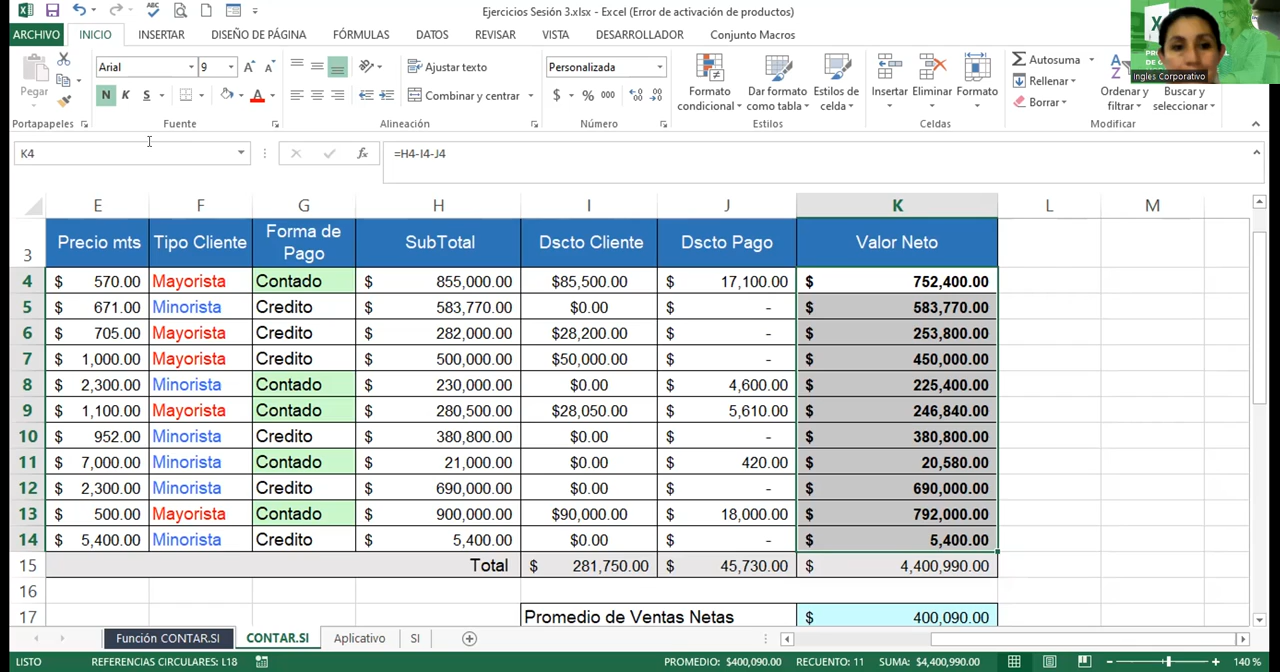 Ejercicios Sesión 3.xlsx - Excel (Error de activación de productos)
ARCHIVO INICIO INSERTAR DISEÑO DE PÁGINA FÓRMULAS DATOS REVISAR VISTA DESARROLLADOR Conjunto Macros
Ingles Corporativo
Pegar
Arial 9
N K S
Ajustar texto
Combinar y centrar
Personalizada
$ % 000
Formato condicional
Dar formato como tabla
Estilos de celda
Insertar Eliminar Formato
Autosuma
Rellenar
Borrar
Ordenar y filtrar
Buscar y seleccionar
Portapapeles Fuente Alineación Número Estilos Celdas Modificar
K4 fx =H4-I4-J4
E F G H I J K L M
3 Precio mts Tipo Cliente Forma de Pago SubTotal Dscto Cliente Dscto Pago Valor Neto
4 $ 570.00 Mayorista Contado $ 855,000.00 $85,500.00 $ 17,100.00 $ 752,400.00
5 $ 671.00 Minorista Credito $ 583,770.00 $0.00 $ - $ 583,770.00
6 $ 705.00 Mayorista Credito $ 282,000.00 $28,200.00 $ - $ 253,800.00
7 $ 1,000.00 Mayorista Credito $ 500,000.00 $50,000.00 $ - $ 450,000.00
8 $ 2,300.00 Minorista Contado $ 230,000.00 $0.00 $ 4,600.00 $ 225,400.00
9 $ 1,100.00 Mayorista Contado $ 280,500.00 $28,050.00 $ 5,610.00 $ 246,840.00
10 $ 952.00 Minorista Credito $ 380,800.00 $0.00 $ - $ 380,800.00
11 $ 7,000.00 Minorista Contado $ 21,000.00 $0.00 $ 420.00 $ 20,580.00
12 $ 2,300.00 Minorista Credito $ 690,000.00 $0.00 $ - $ 690,000.00
13 $ 500.00 Mayorista Contado $ 900,000.00 $90,000.00 $ 18,000.00 $ 792,000.00
14 $ 5,400.00 Minorista Credito $ 5,400.00 $0.00 $ - $ 5,400.00
15 Total $ 281,750.00 $ 45,730.00 $ 4,400,990.00
16
17 Promedio de Ventas Netas $ 400,090.00
Función CONTAR.SI CONTAR.SI Aplicativo SI
LISTO REFERENCIAS CIRCULARES: L18 PROMEDIO: $400,090.00 RECUENTO: 11 SUMA: $4,400,990.00 140 %